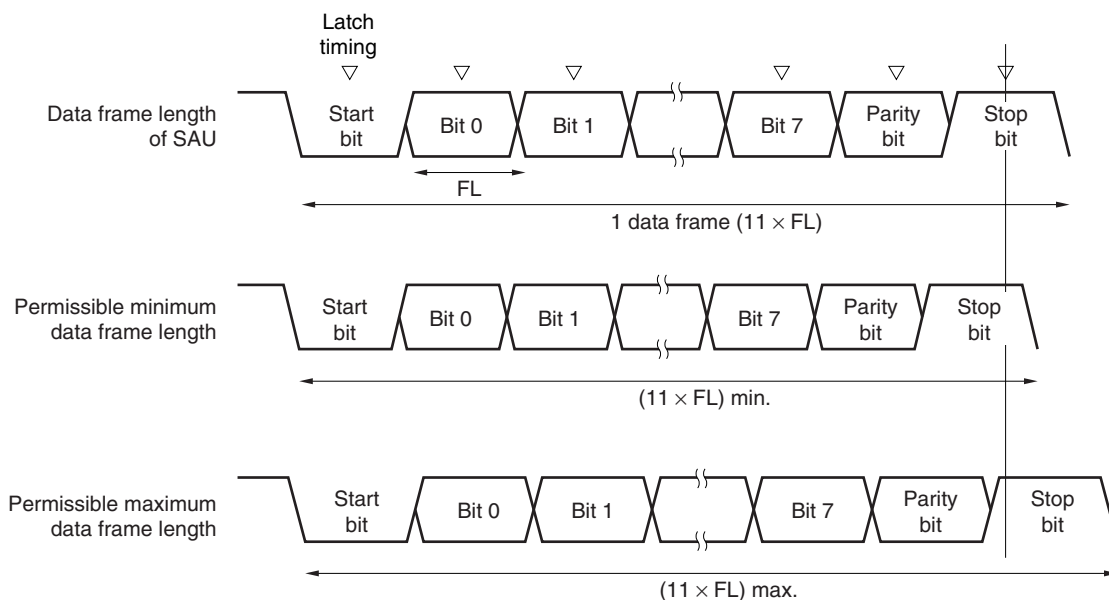 Latch
timing
Data frame length
of SAU
Start
bit
Bit 0
Bit 1
Bit 7
Parity
bit
Stop
bit
FL
1 data frame (11 × FL)
Permissible minimum
data frame length
Start
bit
Bit 0
Bit 1
Bit 7
Parity
bit
Stop
bit
(11 × FL) min.
Permissible maximum
data frame length
Start
bit
Bit 0
Bit 1
Bit 7
Parity
bit
Stop
bit
(11 × FL) max.